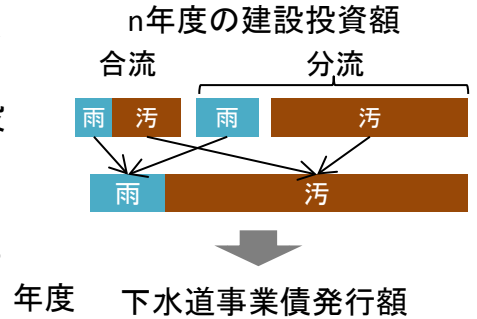 n年度の建設投資額
合流 分流
雨 汚 雨 汚
雨 汚
年度 下水道事業債発行額